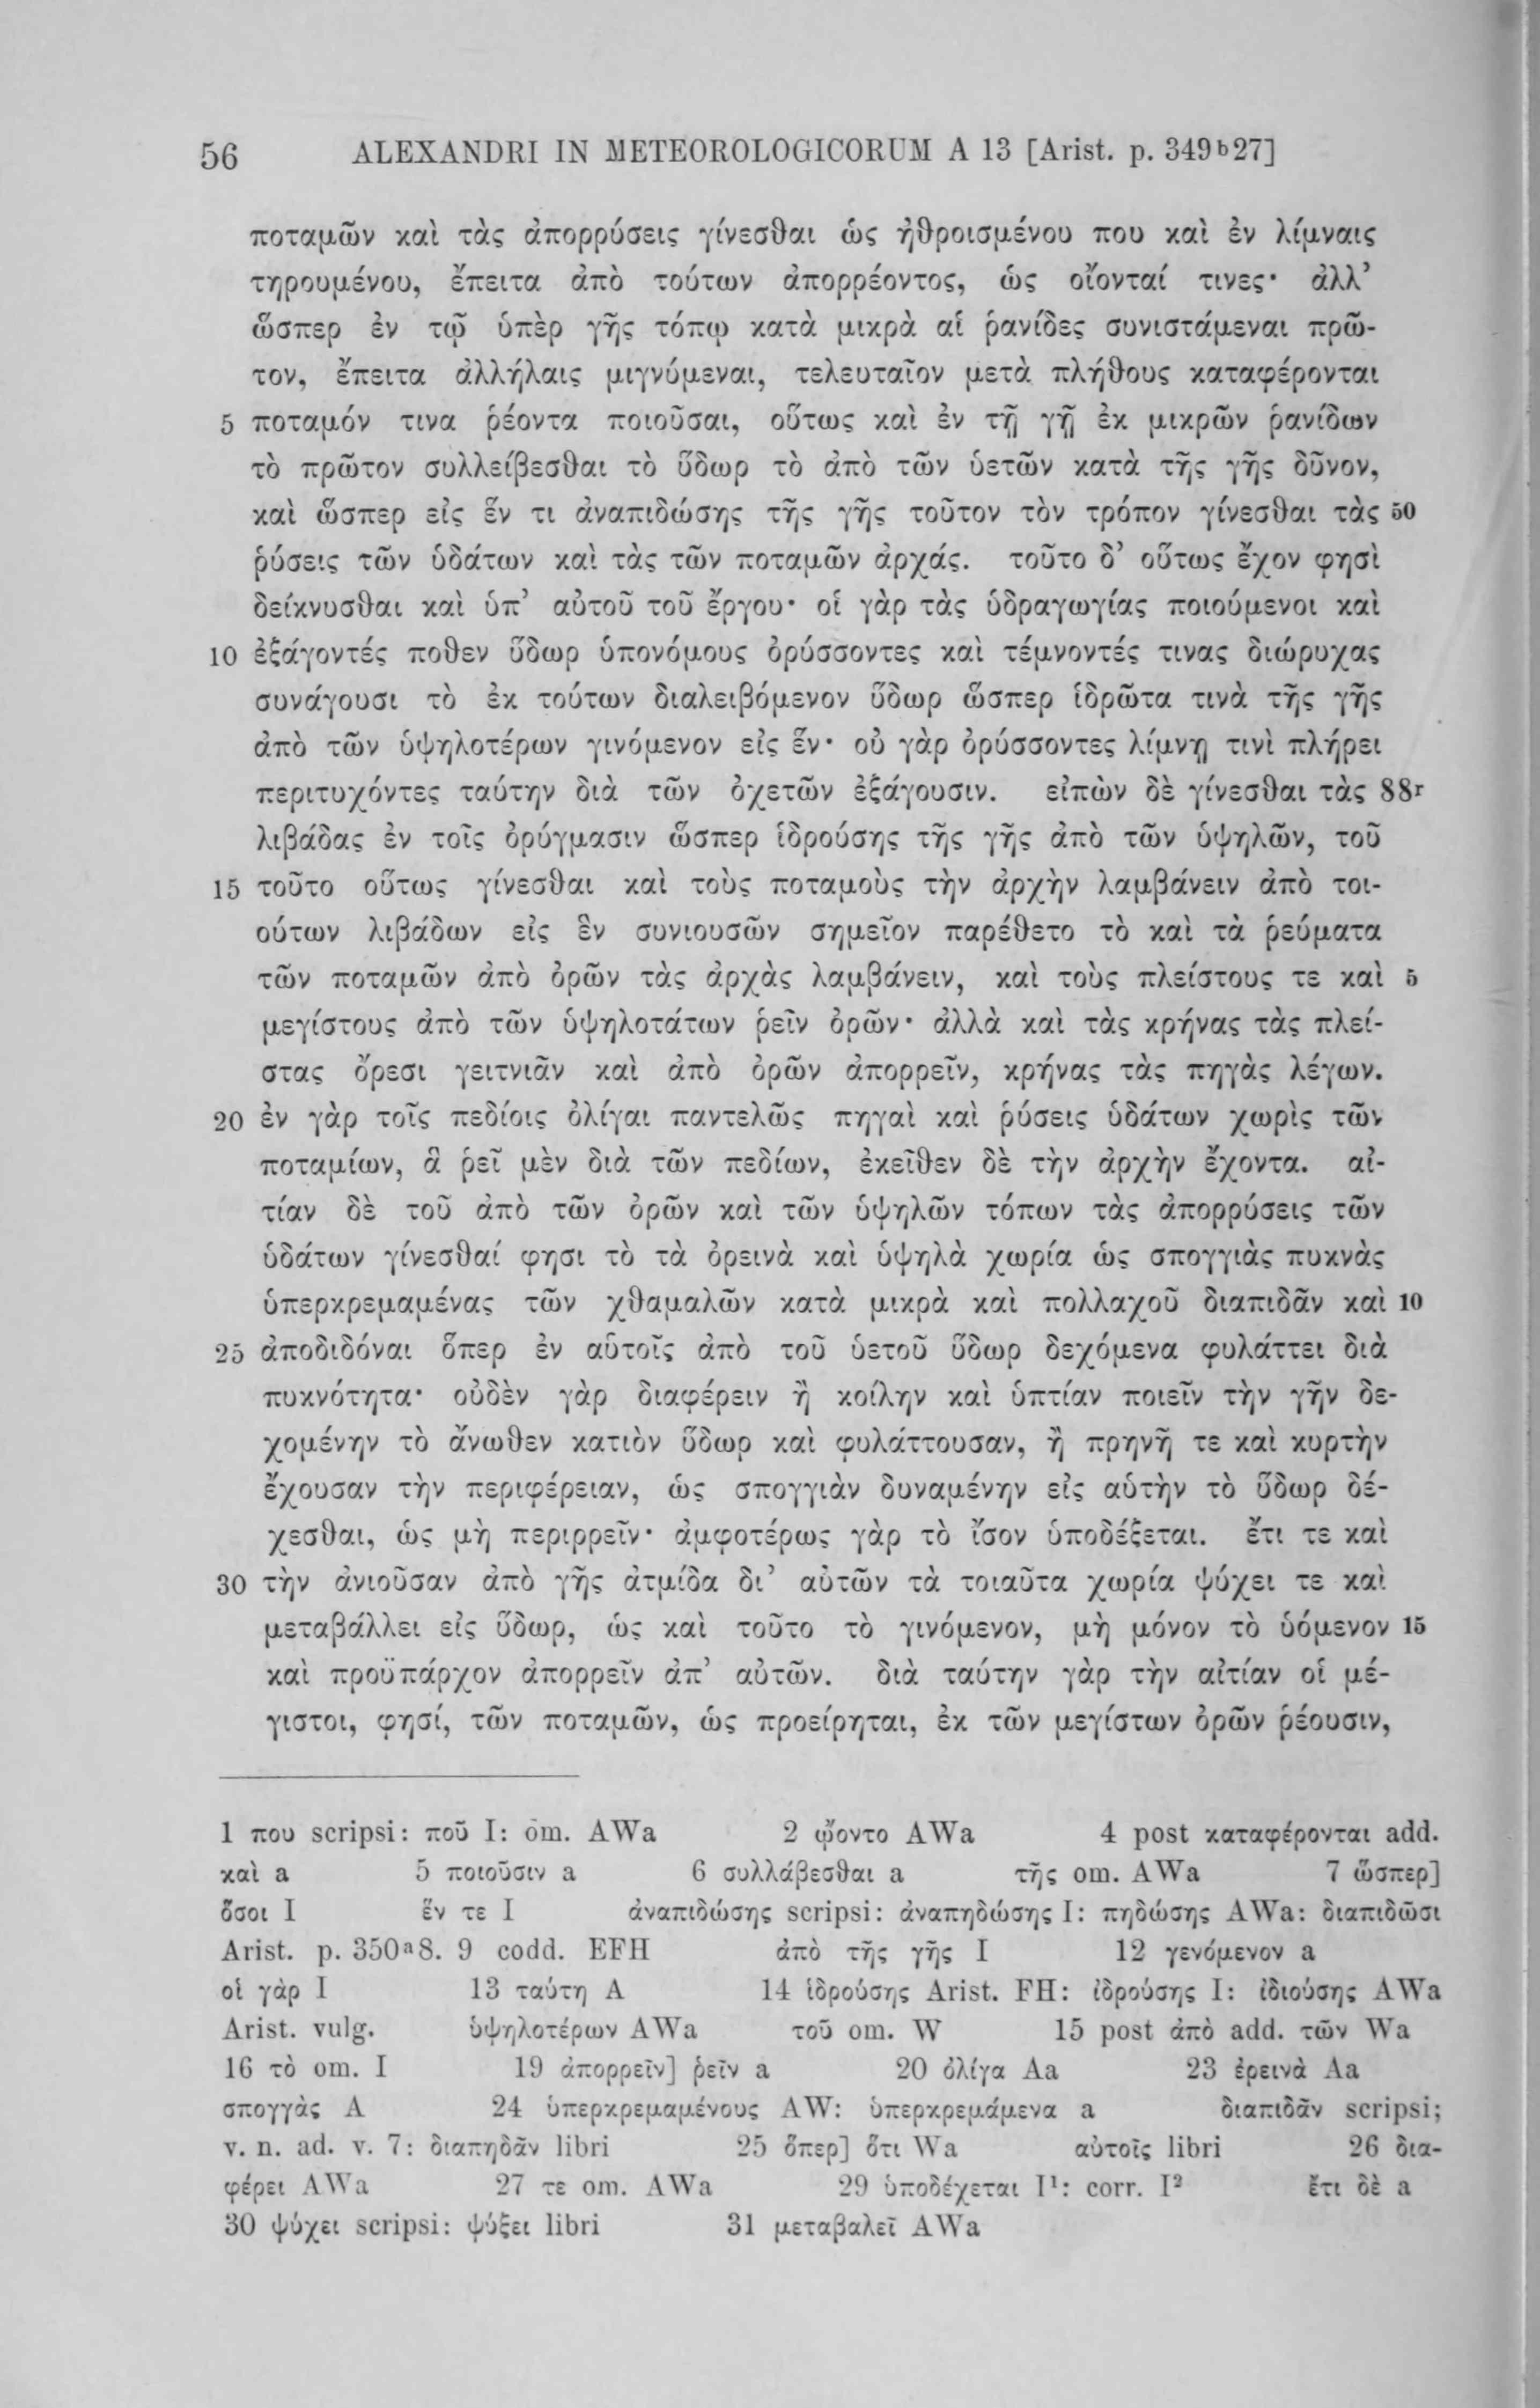 56 ALEXANDRI IN METEOROLOGICORUM A 13 [Arist. p. 349ᵇ27]
ποταμῶν καὶ τὰς ἀπορρύσεις γίνεσθαι ὡς ἠθροισμένου που καὶ ἐν λίμναις
τηρουμένου, ἔπειτα ἀπὸ τούτων ἀπορρέοντος, ὡς οἴονταί τινες· ἀλλ’
ὥσπερ ἐν τῷ ὑπὲρ γῆς τόπῳ κατὰ μικρὰ αἱ ῥανίδες συνιστάμεναι πρῶ-
τον, ἔπειτα ἀλλήλαις μιγνύμεναι, τελευταῖον μετὰ πλήθους καταφέρονται
5 ποταμόν τινα ῥέοντα ποιοῦσαι, οὕτως καὶ ἐν τῇ γῇ ἐκ μικρῶν ῥανίδων
τὸ πρῶτον συλλείβεσθαι τὸ ὕδωρ τὸ ἀπὸ τῶν ὑετῶν κατὰ τῆς γῆς δῦνον,
καὶ ὥσπερ εἰς ἕν τι ἀναπιδώσης τῆς γῆς τοῦτον τὸν τρόπον γίνεσθαι τὰς 50
ῥύσεις τῶν ὑδάτων καὶ τὰς τῶν ποταμῶν ἀρχάς. τοῦτο δ’ οὕτως ἔχον φησὶ
δείκνυσθαι καὶ ὑπ’ αὐτοῦ τοῦ ἔργου· οἱ γὰρ τὰς ὑδραγωγίας ποιούμενοι καὶ
10 ἐξάγοντές ποθεν ὕδωρ ὑπονόμους ὀρύσσοντες καὶ τέμνοντές τινας διώρυχας
συνάγουσι τὸ ἐκ τούτων διαλειβόμενον ὕδωρ ὥσπερ ἱδρῶτα τινὰ τῆς γῆς
ἀπὸ τῶν ὑψηλοτέρων γινόμενον εἰς ἕν· οὐ γὰρ ὀρύσσοντες λίμνῃ τινὶ πλήρει
περιτυχόντες ταύτην διὰ τῶν ὀχετῶν ἐξάγουσιν. εἰπὼν δὲ γίνεσθαι τὰς 88ʳ
λιβάδας ἐν τοῖς ὀρύγμασιν ὥσπερ ἱδρούσης τῆς γῆς ἀπὸ τῶν ὑψηλῶν, τοῦ
15 τοῦτο οὕτως γίνεσθαι καὶ τοὺς ποταμοὺς τὴν ἀρχὴν λαμβάνειν ἀπὸ τοι-
ούτων λιβάδων εἰς ἓν συνιουσῶν σημεῖον παρέθετο τὸ καὶ τὰ ῥεύματα
τῶν ποταμῶν ἀπὸ ὀρῶν τὰς ἀρχὰς λαμβάνειν, καὶ τοὺς πλείστους τε καὶ 5
μεγίστους ἀπὸ τῶν ὑψηλοτάτων ῥεῖν ὀρῶν· ἀλλὰ καὶ τὰς κρήνας τὰς πλεί-
στας ὄρεσι γειτνιᾶν καὶ ἀπὸ ὀρῶν ἀπορρεῖν, κρήνας τὰς πηγὰς λέγων.
20 ἐν γὰρ τοῖς πεδίοις ὀλίγαι παντελῶς πηγαὶ καὶ ῥύσεις ὑδάτων χωρὶς τῶν
ποταμίων, ἃ ῥεῖ μὲν διὰ τῶν πεδίων, ἐκεῖθεν δὲ τὴν ἀρχὴν ἔχοντα. αἰ-
τίαν δὲ τοῦ ἀπὸ τῶν ὀρῶν καὶ τῶν ὑψηλῶν τόπων τὰς ἀπορρύσεις τῶν
ὑδάτων γίνεσθαί φησι τὸ τὰ ὀρεινὰ καὶ ὑψηλὰ χωρία ὡς σπογγιὰς πυκνὰς
ὑπερκρεμαμένας τῶν χθαμαλῶν κατὰ μικρὰ καὶ πολλαχοῦ διαπιδᾶν καὶ 10
25 ἀποδιδόναι ὅπερ ἐν αὑτοῖς ἀπὸ τοῦ ὑετοῦ ὕδωρ δεχόμενα φυλάττει διὰ
πυκνότητα· οὐδὲν γὰρ διαφέρειν ἢ κοίλην καὶ ὑπτίαν ποιεῖν τὴν γῆν δε-
χομένην τὸ ἄνωθεν κατιὸν ὕδωρ καὶ φυλάττουσαν, ἢ πρηνῆ τε καὶ κυρτὴν
ἔχουσαν τὴν περιφέρειαν, ὡς σπογγιὰν δυναμένην εἰς αὑτὴν τὸ ὕδωρ δέ-
χεσθαι, ὡς μὴ περιρρεῖν· ἀμφοτέρως γὰρ τὸ ἴσον ὑποδέξεται. ἔτι τε καὶ
30 τὴν ἀνιοῦσαν ἀπὸ γῆς ἀτμίδα δι’ αὐτῶν τὰ τοιαῦτα χωρία ψύχει τε καὶ
μεταβάλλει εἰς ὕδωρ, ὡς καὶ τοῦτο τὸ γινόμενον, μὴ μόνον τὸ ὑόμενον 15
καὶ προϋπάρχον ἀπορρεῖν ἀπ’ αὐτῶν. διὰ ταύτην γὰρ τὴν αἰτίαν οἱ μέ-
γιστοι, φησί, τῶν ποταμῶν, ὡς προείρηται, ἐκ τῶν μεγίστων ὀρῶν ῥέουσιν,
1 που scripsi: ποῦ I: om. AWa 2 ᾤοντο AWa 4 post καταφέρονται add.
καὶ a 5 ποιοῦσιν a 6 συλλάβεσθαι a τῆς om. AWa 7 ὥσπερ]
ὅσοι I ἕν τε I ἀναπιδώσης scripsi: ἀναπηδώσης I: πηδώσης AWa: διαπιδῶσι
Arist. p. 350ᵃ8. 9 codd. EFH ἀπὸ τῆς γῆς I 12 γενόμενον a
οἱ γὰρ I 13 ταύτη A 14 ἱδρούσης Arist. FH: ἰδρούσης I: ἰδιούσης AWa
Arist. vulg. ὑψηλοτέρων AWa τοῦ om. W 15 post ἀπὸ add. τῶν Wa
16 τὸ om. I 19 ἀπορρεῖν] ῥεῖν a 20 ὀλίγα Aa 23 ἐρεινὰ Aa
σπογγὰς A 24 ὑπερκρεμαμένους AW: ὑπερκρεμάμενα a διαπιδᾶν scripsi;
v. n. ad. v. 7: διαπηδᾶν libri 25 ὅπερ] ὅτι Wa αὐτοῖς libri 26 δια-
φέρει AWa 27 τε om. AWa 29 ὑποδέχεται I¹: corr. I² ἔτι δὲ a
30 ψύχει scripsi: ψύξει libri 31 μεταβαλεῖ AWa